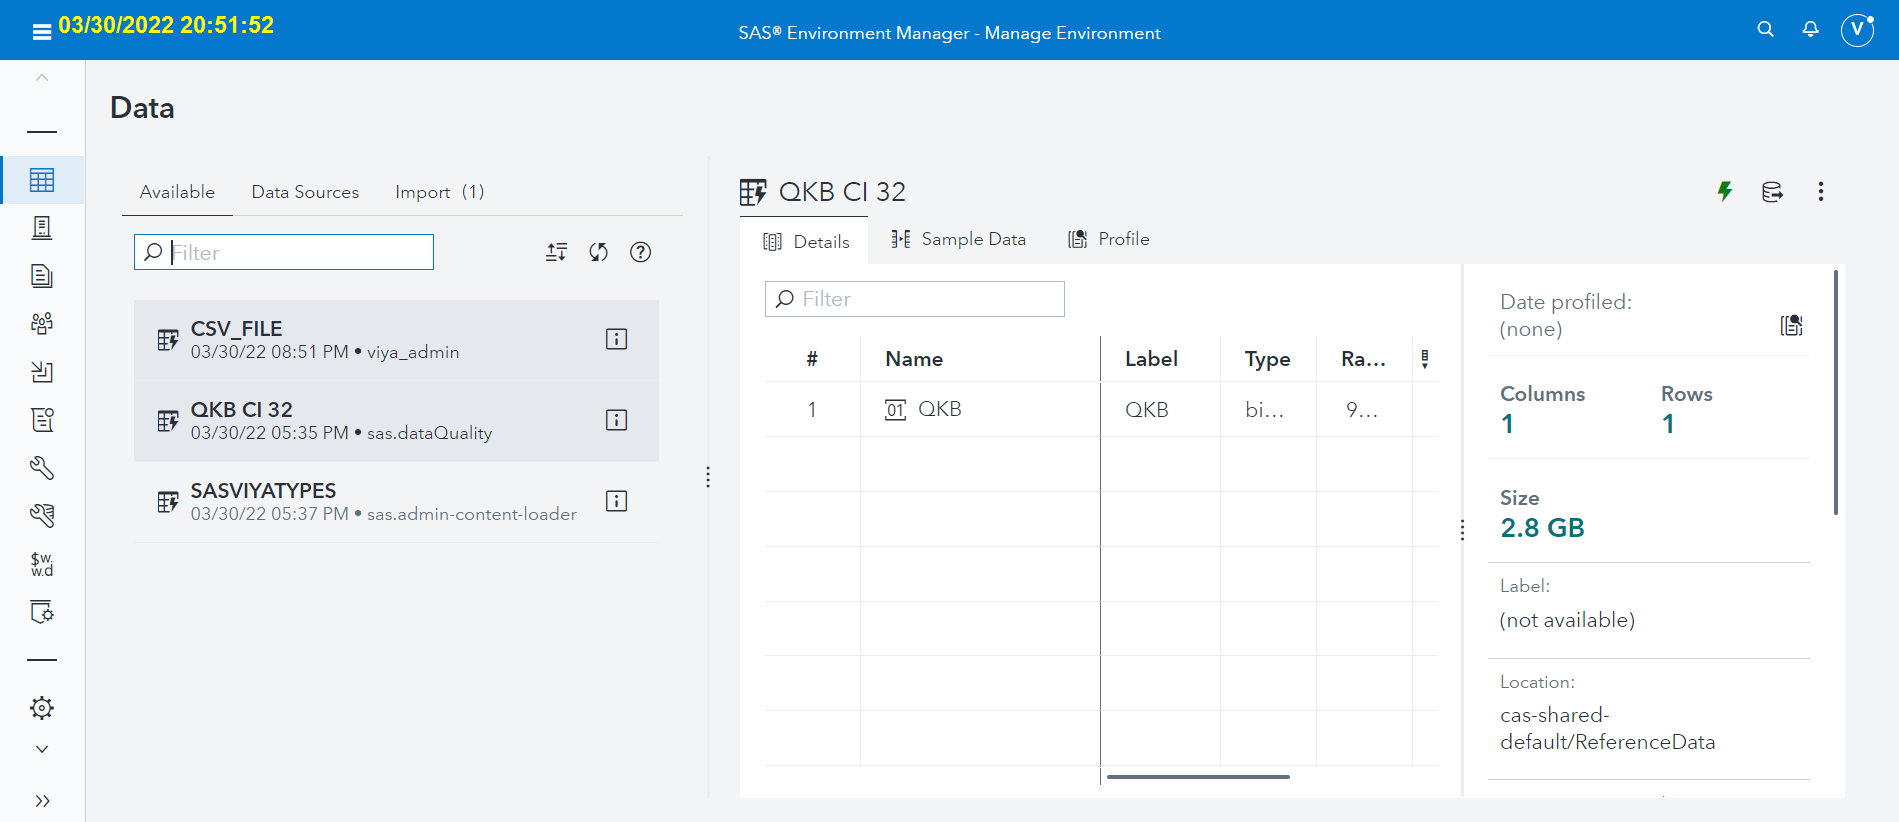 03/30/2022 20:51:52
SAS® Environment Manager - Manage Environment
V
Data
Available
Data Sources
Import (1)
Filter
CSV_FILE
03/30/22 08:51 PM • viya_admin
QKB CI 32
03/30/22 05:35 PM • sas.dataQuality
SASVIYATYPES
03/30/22 05:37 PM • sas.admin-content-loader
$w.
w.d
QKB CI 32
Details
Sample Data
Profile
Filter
# Name Label Type Ra...
1 01 QKB QKB bi... 9...
Date profiled:
(none)
Columns Rows
1 1
Size
2.8 GB
Label:
(not available)
Location:
cas-shared-
default/ReferenceData